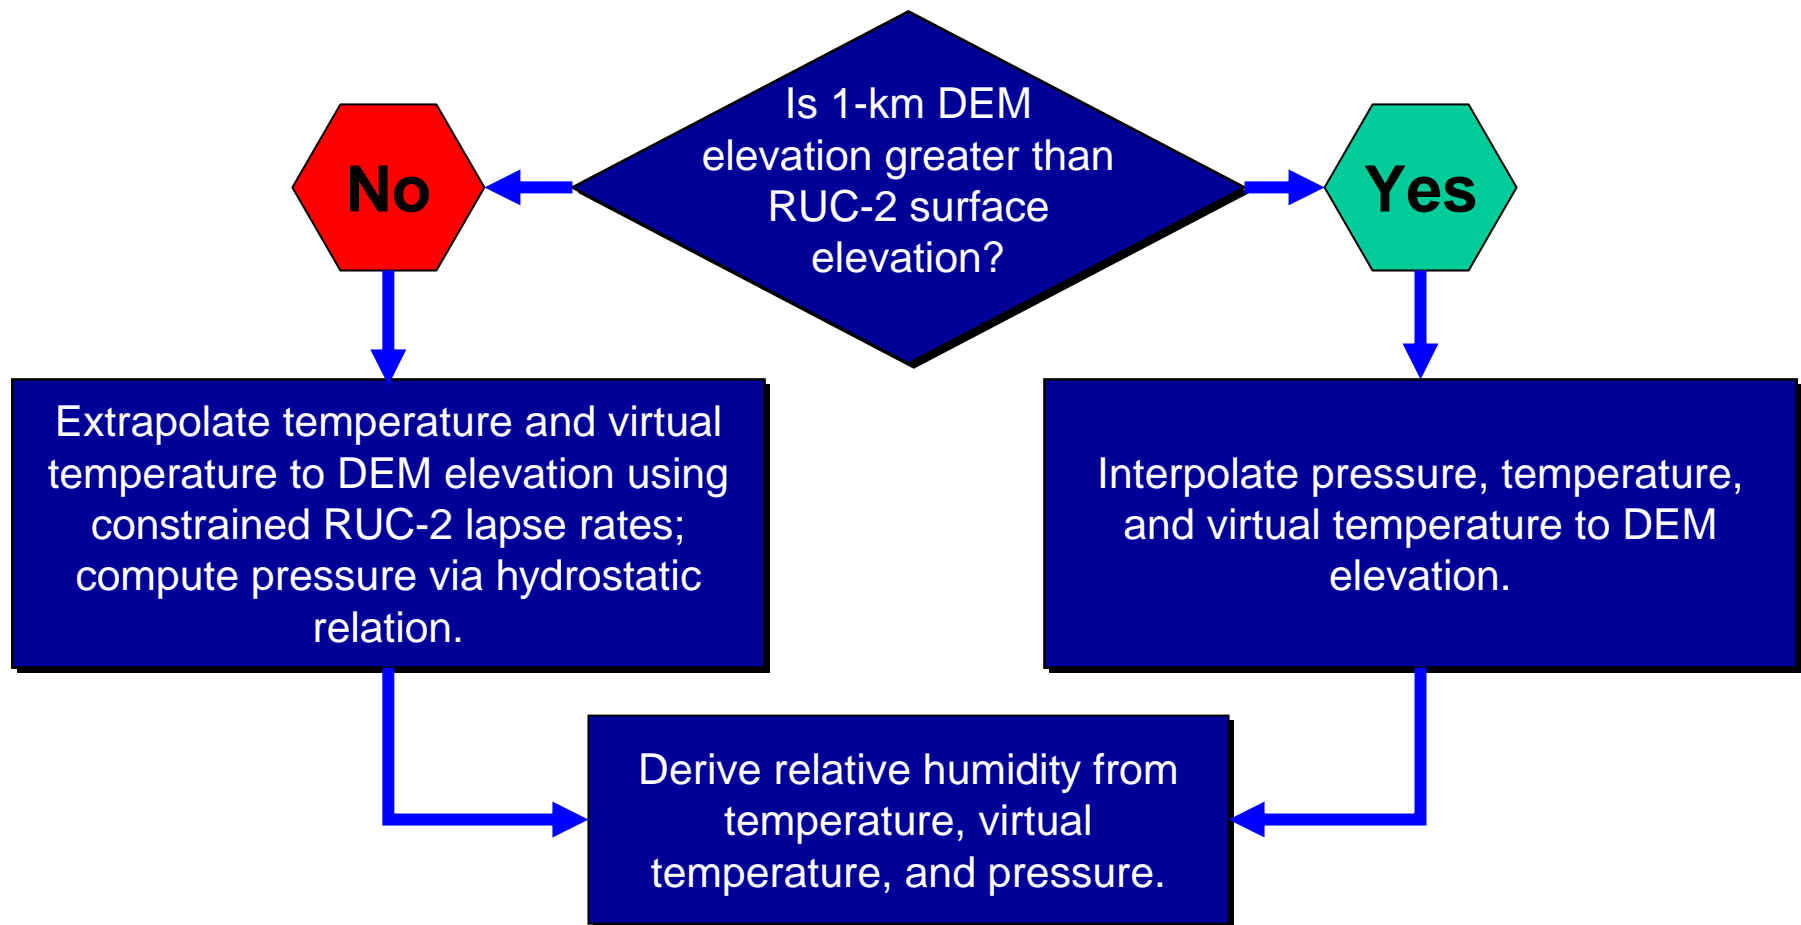 Is 1-km DEM
elevation greater than
RUC-2 surface
elevation?
No
Yes
Extrapolate temperature and virtual
temperature to DEM elevation using
constrained RUC-2 lapse rates;
compute pressure via hydrostatic
relation.
Interpolate pressure, temperature,
and virtual temperature to DEM
elevation.
Derive relative humidity from
temperature, virtual
temperature, and pressure.